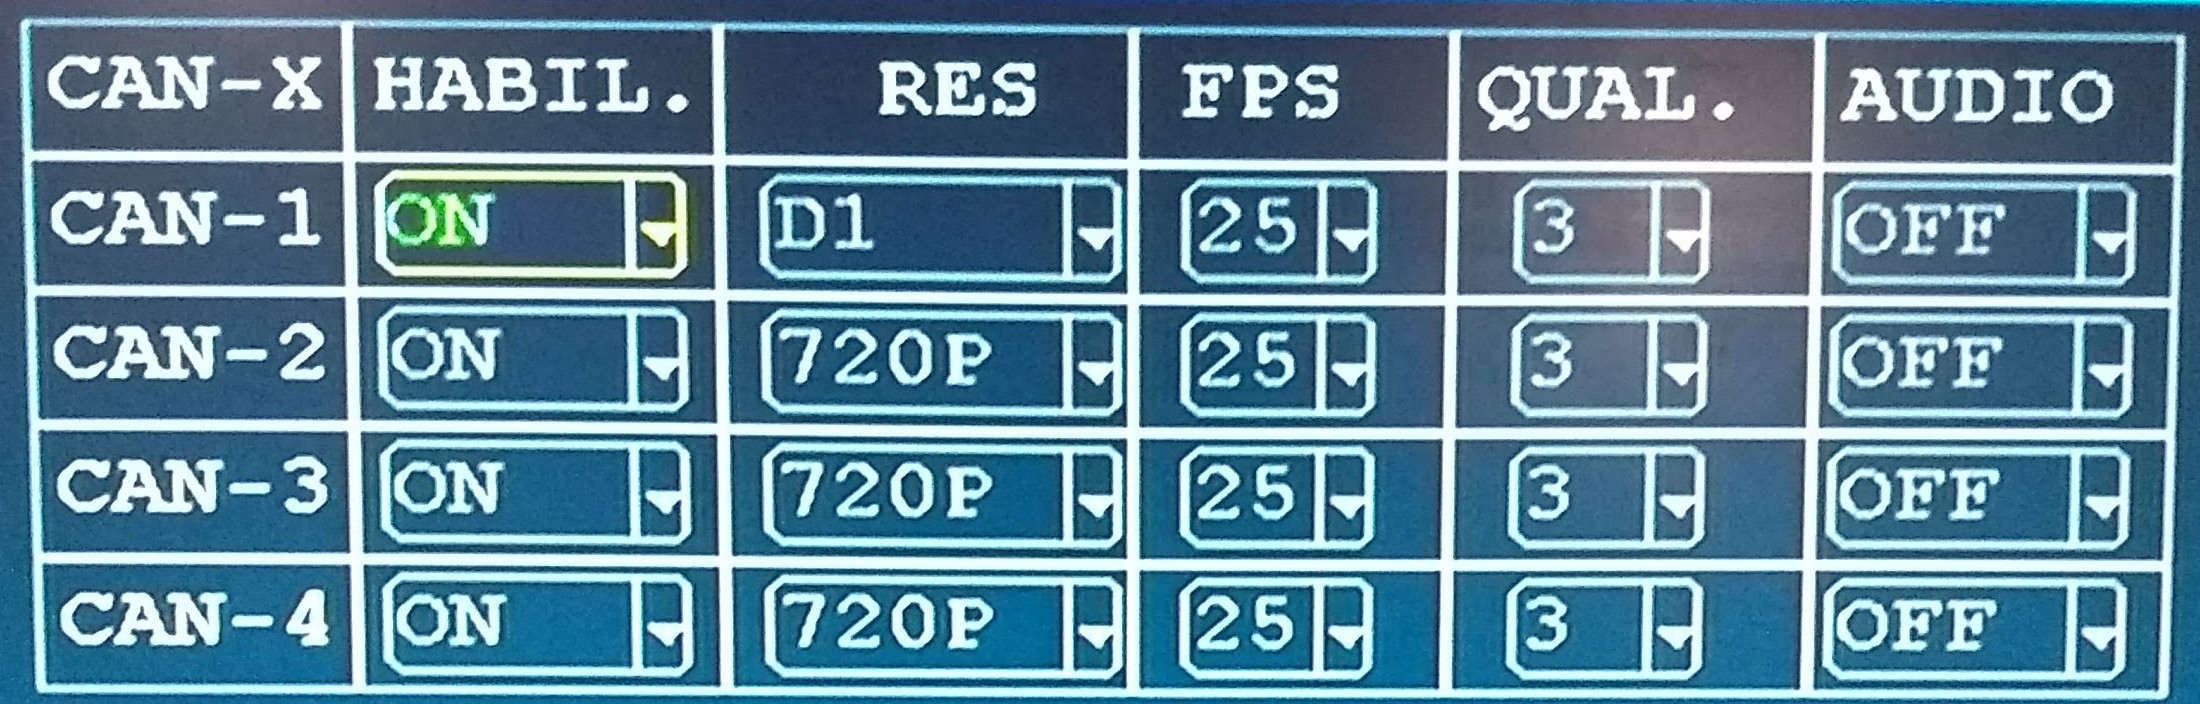 CAN-X HABIL. RES FPS QUAL. AUDIO
CAN-1 ON D1 25 3 OFF
CAN-2 ON 720P 25 3 OFF
CAN-3 ON 720P 25 3 OFF
CAN-4 ON 720P 25 3 OFF